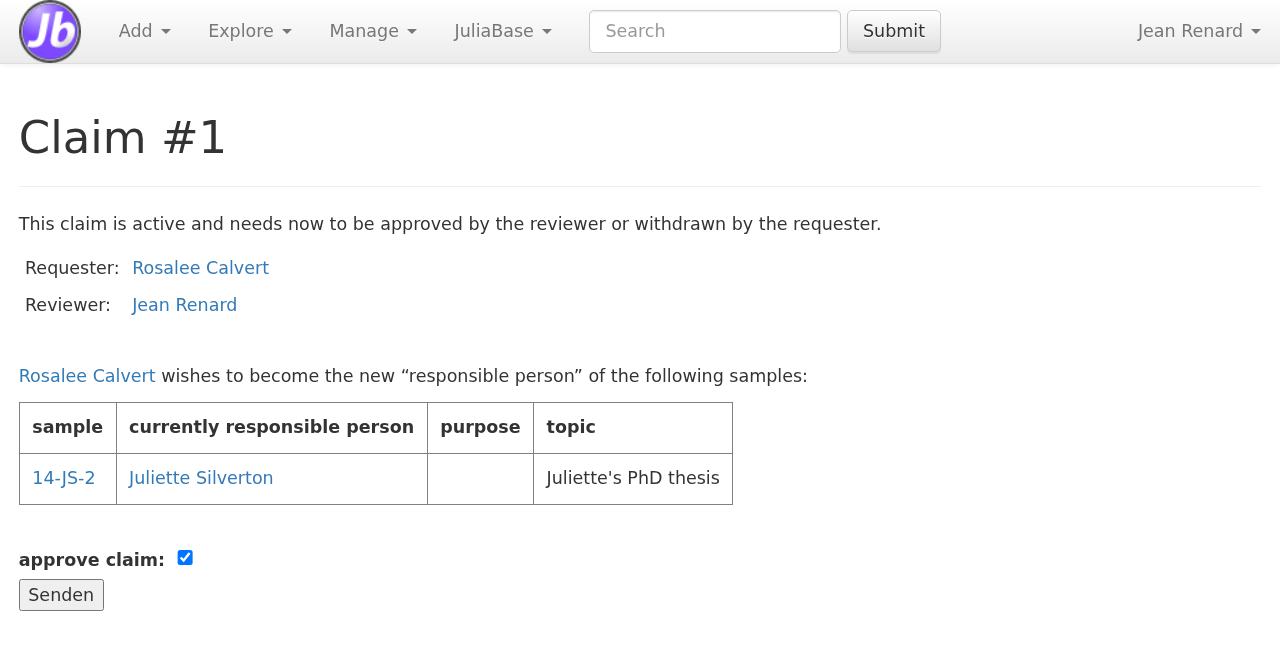 Jb Add Explore Manage JuliaBase Search Submit Jean Renard
Claim #1
This claim is active and needs now to be approved by the reviewer or withdrawn by the requester.
Requester: Rosalee Calvert
Reviewer: Jean Renard
Rosalee Calvert wishes to become the new “responsible person” of the following samples:
sample currently responsible person purpose topic
14-JS-2 Juliette Silverton Juliette's PhD thesis
approve claim:
Senden